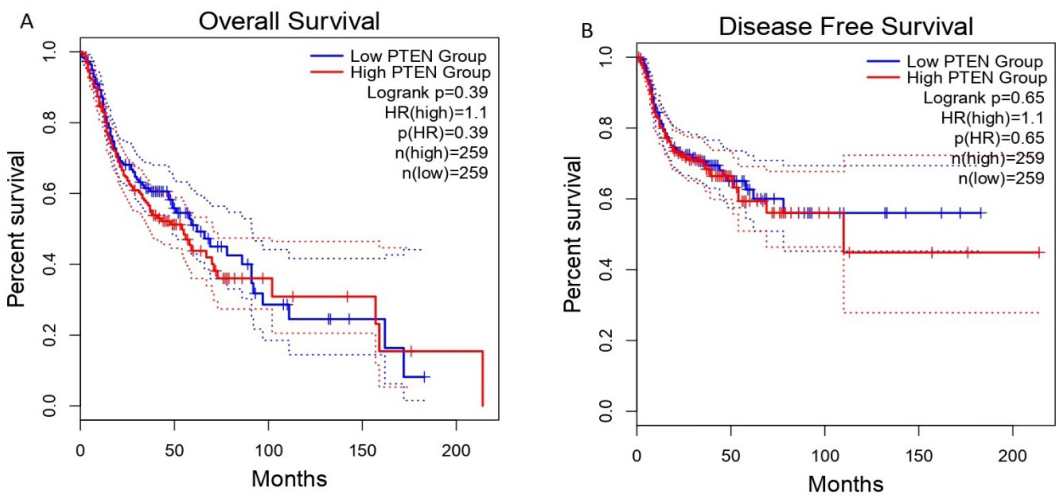 A
Overall Survival
Low PTEN Group
High PTEN Group
Logrank p=0.39
HR(high)=1.1
p(HR)=0.39
n(high)=259
n(low)=259
Percent survival
1.0
0.8
0.6
0.4
0.2
0.0
0 50 100 150 200
Months
B
Disease Free Survival
Low PTEN Group
High PTEN Group
Logrank p=0.65
HR(high)=1.1
p(HR)=0.65
n(high)=259
n(low)=259
Percent survival
1.0
0.8
0.6
0.4
0.2
0.0
0 50 100 150 200
Months